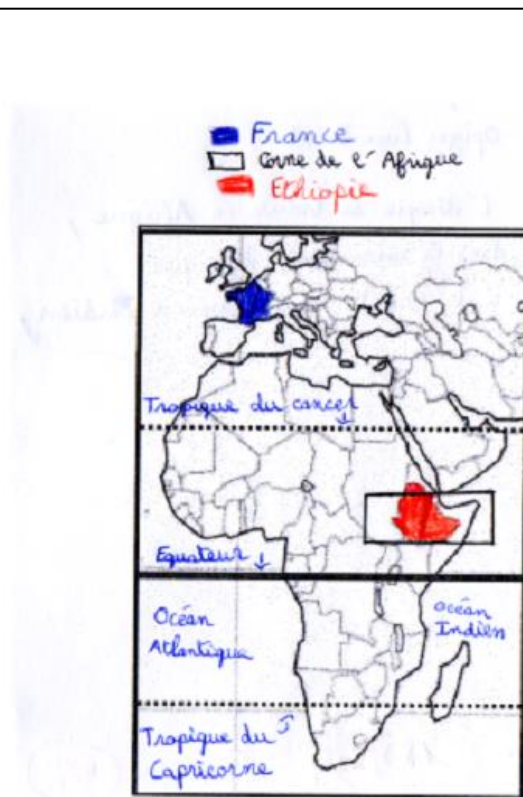 France
Corne de l'Afrique
Ethiopie
Tropique du cancer
Equateur
Océan
Atlantique
océan
Indien
Tropique du
Capricorne